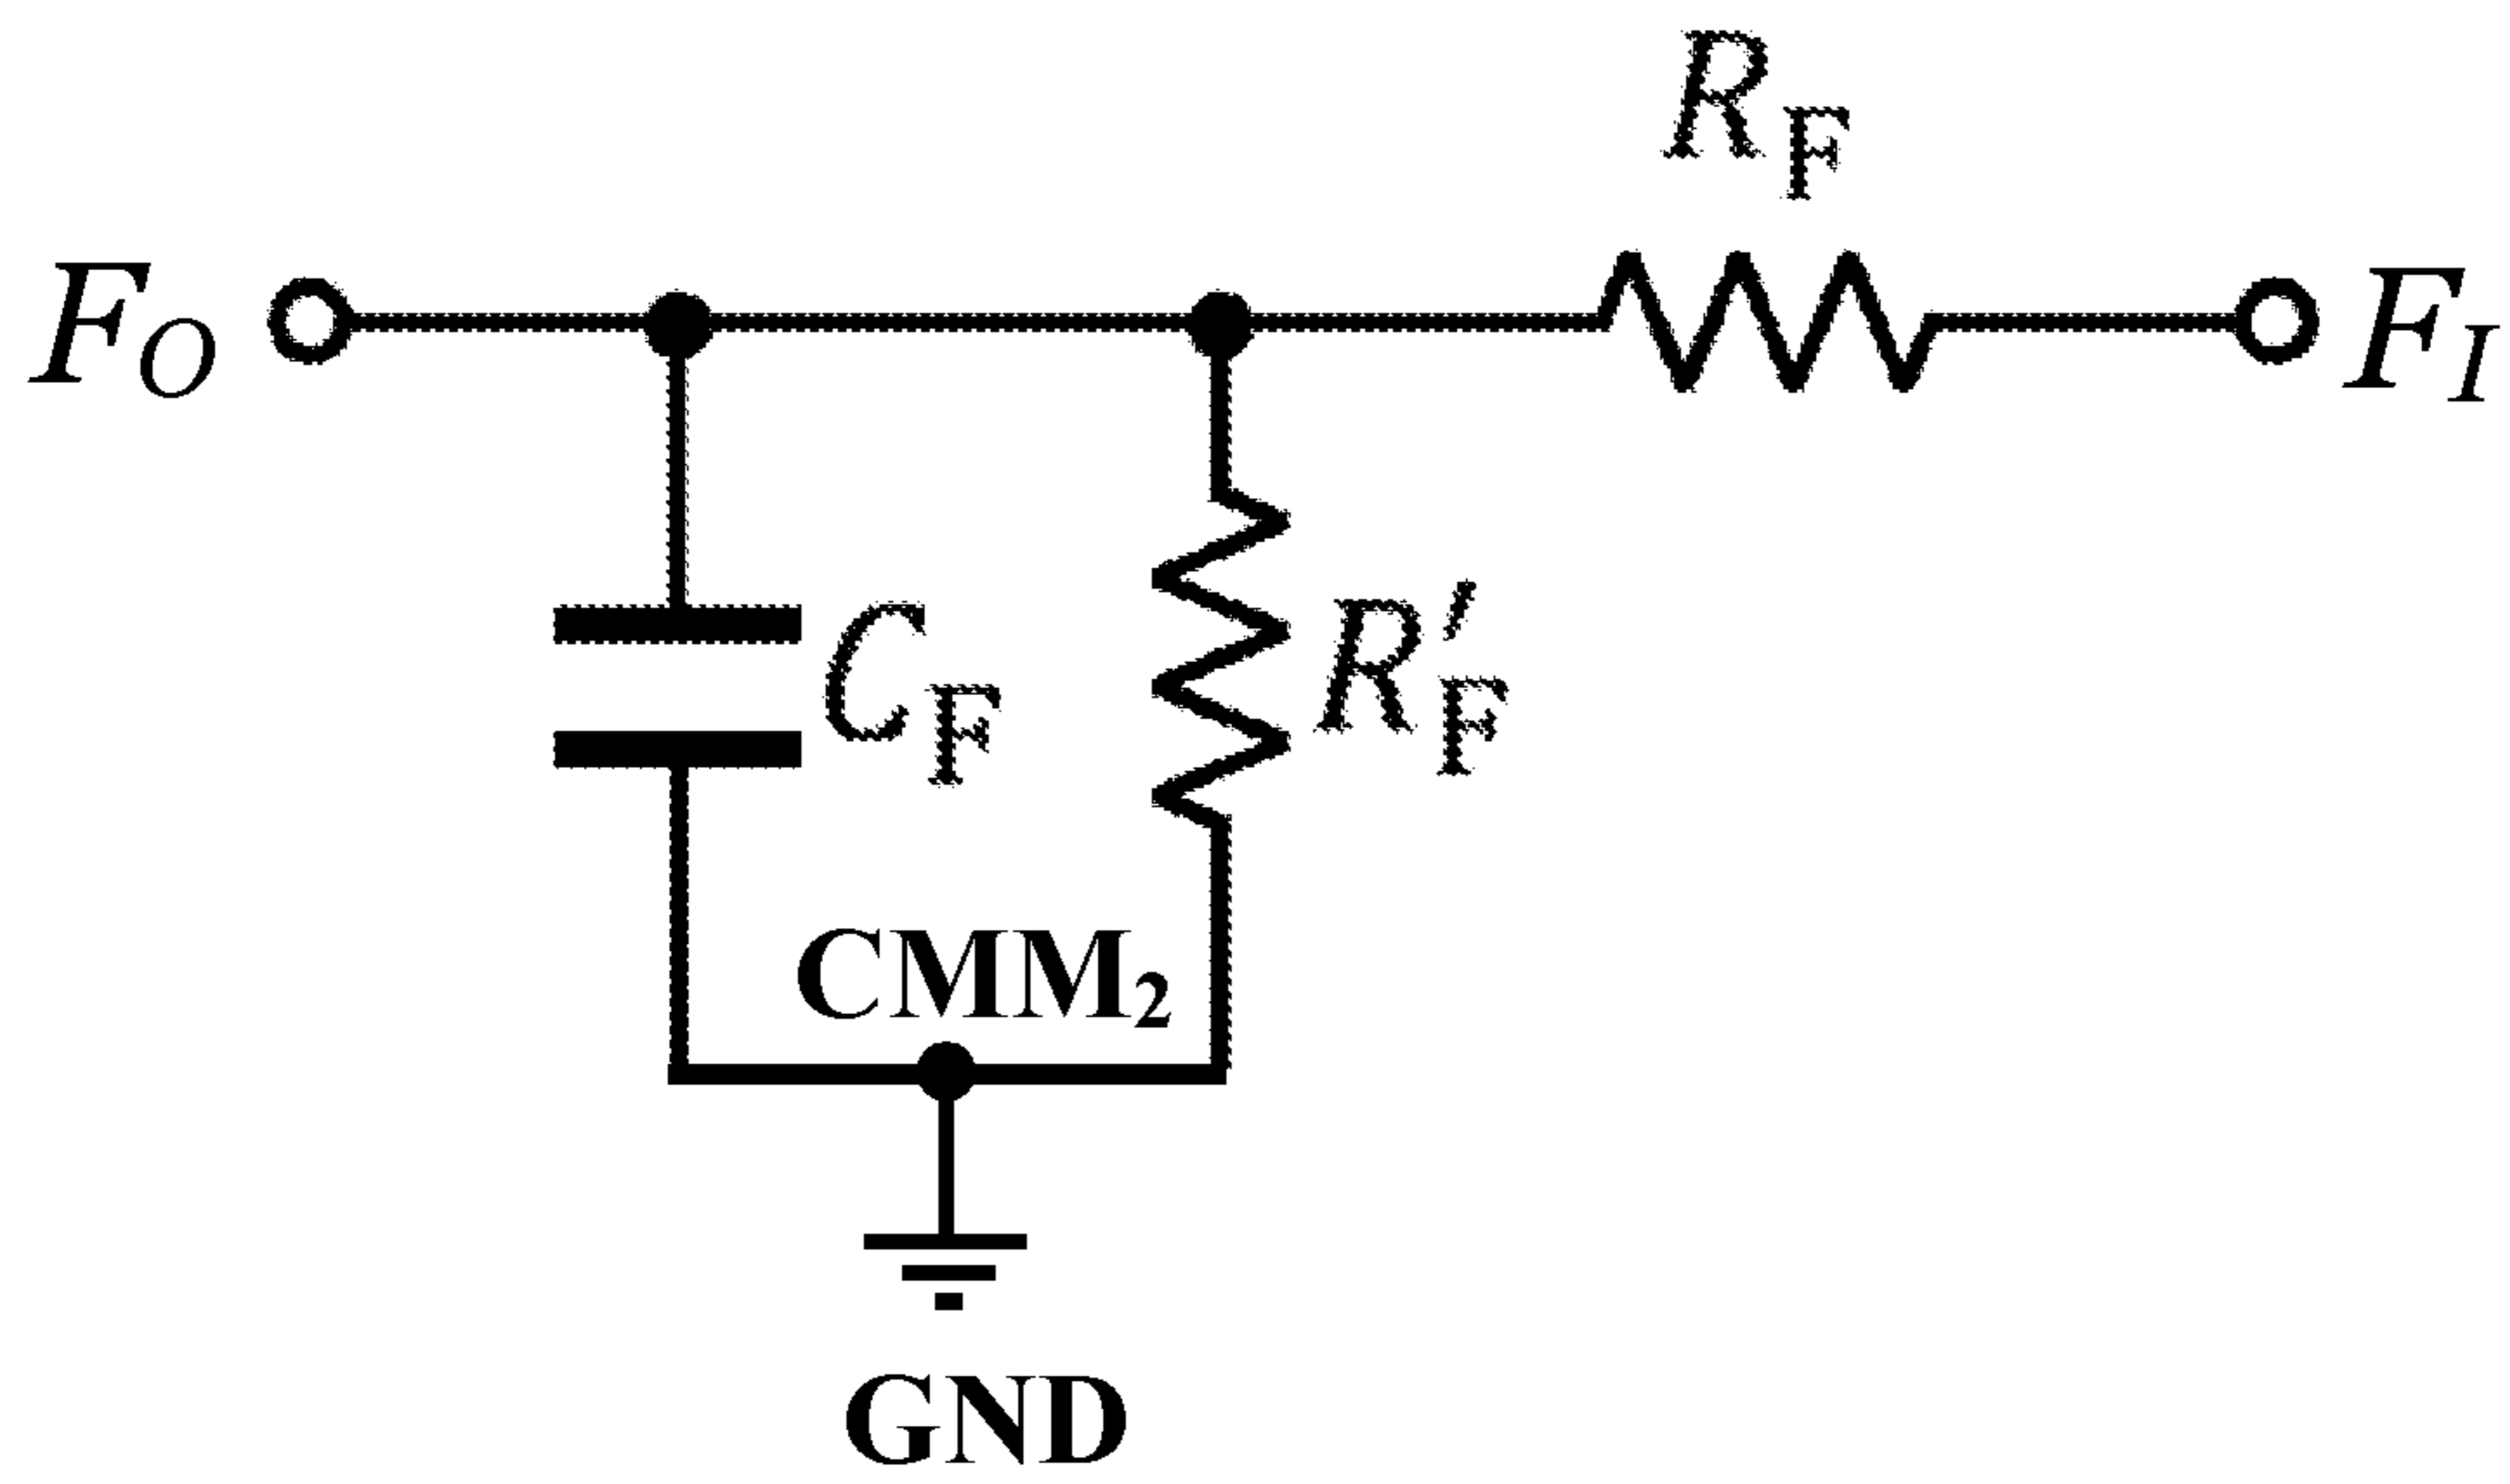 R_F
F_O
F_I
C_F
R'_F
CMM₂
GND